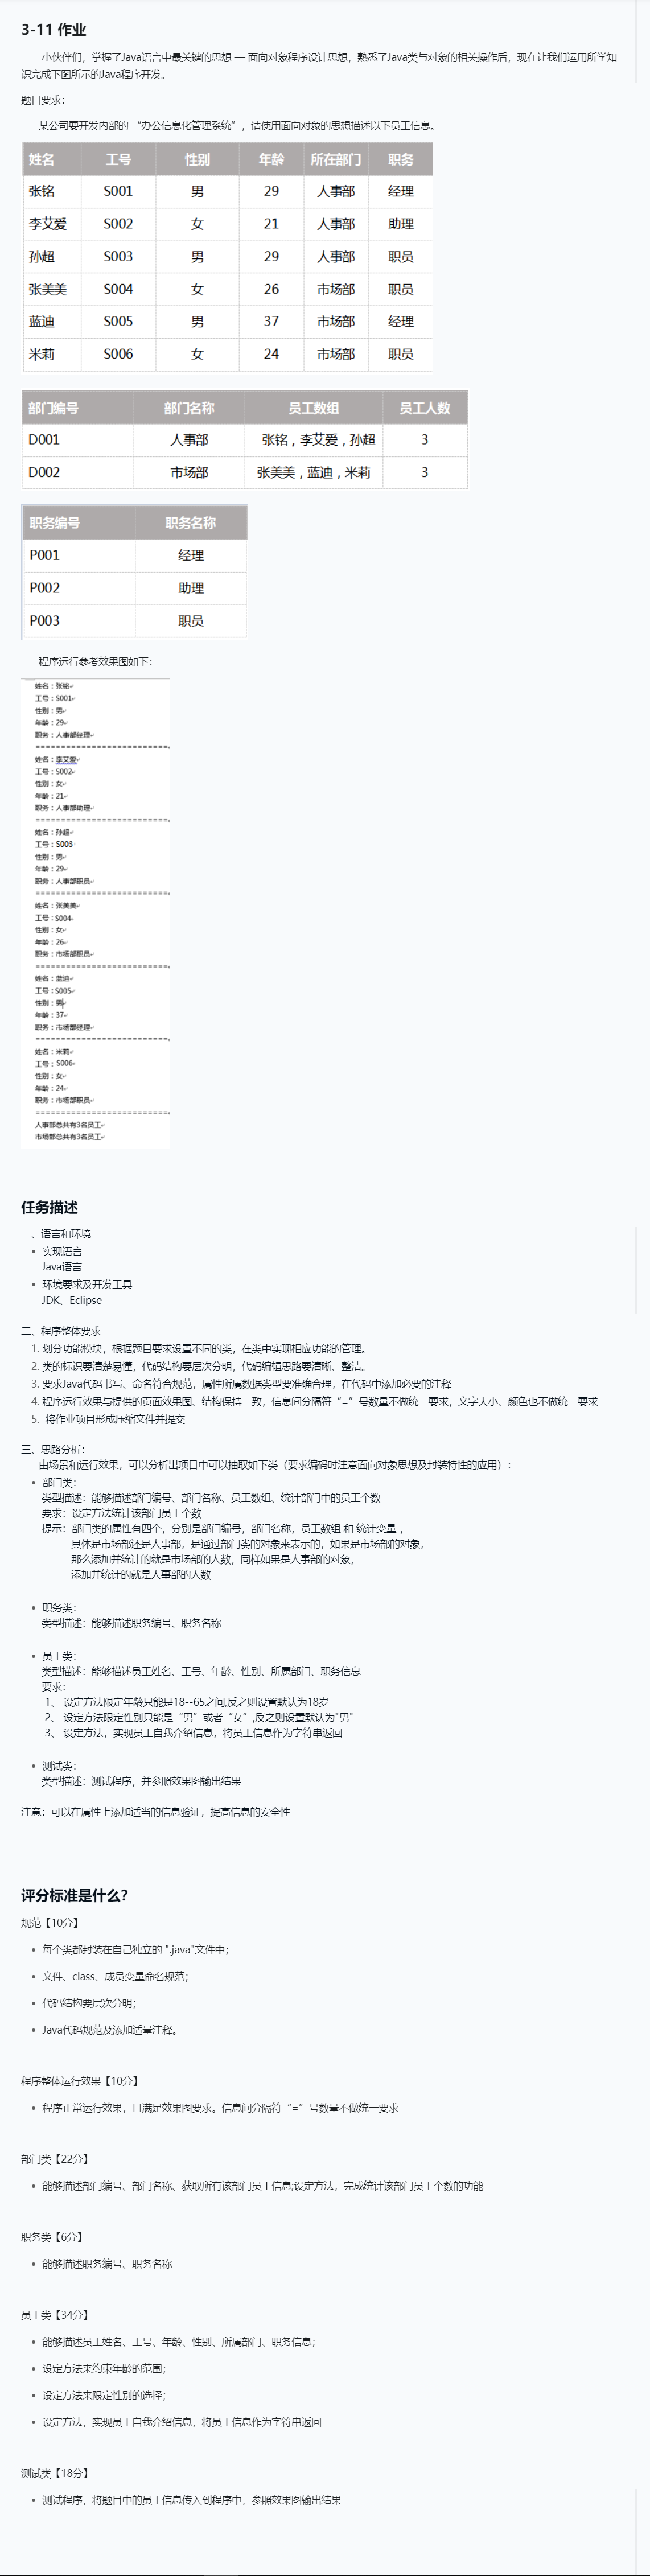 3-11 作业
小伙伴们，掌握了Java语言中最关键的思想 — 面向对象程序设计思想，熟悉了Java类与对象的相关操作后，现在让我们运用所学知
识完成下图所示的Java程序开发。
题目要求：
某公司要开发内部的 “办公信息化管理系统” ，请使用面向对象的思想描述以下员工信息。
姓名 工号 性别 年龄 所在部门 职务
张铭 S001 男 29 人事部 经理
李艾爱 S002 女 21 人事部 助理
孙超 S003 男 29 人事部 职员
张美美 S004 女 26 市场部 职员
蓝迪 S005 男 37 市场部 经理
米莉 S006 女 24 市场部 职员
部门编号 部门名称 员工数组 员工人数
D001 人事部 张铭，李艾爱，孙超 3
D002 市场部 张美美，蓝迪，米莉 3
职务编号 职务名称
P001 经理
P002 助理
P003 职员
程序运行参考效果图如下：
姓名：张铭
工号：S001
性别：男
年龄：29
职务：人事部经理
==========================
姓名：李艾爱
工号：S002
性别：女
年龄：21
职务：人事部助理
==========================
姓名：孙超
工号：S003
性别：男
年龄：29
职务：人事部职员
==========================
姓名：张美美
工号：S004
性别：女
年龄：26
职务：市场部职员
==========================
姓名：蓝迪
工号：S005
性别：男
年龄：37
职务：市场部经理
==========================
姓名：米莉
工号：S006
性别：女
年龄：24
职务：市场部职员
==========================
人事部总共有3名员工
市场部总共有3名员工
任务描述
一、语言和环境
• 实现语言
Java语言
• 环境要求及开发工具
JDK、Eclipse
二、程序整体要求
1. 划分功能模块，根据题目要求设置不同的类，在类中实现相应功能的管理。
2. 类的标识要清楚易懂，代码结构要层次分明，代码编辑思路要清晰、整洁。
3. 要求Java代码书写、命名符合规范，属性所属数据类型要准确合理，在代码中添加必要的注释
4. 程序运行效果与提供的页面效果图、结构保持一致，信息间分隔符“=”号数量不做统一要求，文字大小、颜色也不做统一要求
5. 将作业项目形成压缩文件并提交
三、思路分析：
由场景和运行效果，可以分析出项目中可以抽取如下类（要求编码时注意面向对象思想及封装特性的应用）：
• 部门类：
类型描述：能够描述部门编号、部门名称、员工数组、统计部门中的员工个数
要求：设定方法统计该部门员工个数
提示：部门类的属性有四个，分别是部门编号，部门名称，员工数组 和 统计变量 ，
具体是市场部还是人事部，是通过部门类的对象来表示的，如果是市场部的对象，
那么添加并统计的就是市场部的人数，同样如果是人事部的对象，
添加并统计的就是人事部的人数
• 职务类：
类型描述：能够描述职务编号、职务名称
• 员工类：
类型描述：能够描述员工姓名、工号、年龄、性别、所属部门、职务信息
要求：
1、 设定方法限定年龄只能是18--65之间,反之则设置默认为18岁
2、 设定方法限定性别只能是“男”或者“女”,反之则设置默认为"男"
3、 设定方法，实现员工自我介绍信息，将员工信息作为字符串返回
• 测试类：
类型描述：测试程序，并参照效果图输出结果
注意：可以在属性上添加适当的信息验证，提高信息的安全性
评分标准是什么？
规范【10分】
• 每个类都封装在自己独立的 ".java"文件中；
• 文件、class、成员变量命名规范；
• 代码结构要层次分明；
• Java代码规范及添加适量注释。
程序整体运行效果【10分】
• 程序正常运行效果，且满足效果图要求。信息间分隔符“=”号数量不做统一要求
部门类【22分】
• 能够描述部门编号、部门名称、获取所有该部门员工信息;设定方法，完成统计该部门员工个数的功能
职务类【6分】
• 能够描述职务编号、职务名称
员工类【34分】
• 能够描述员工姓名、工号、年龄、性别、所属部门、职务信息；
• 设定方法来约束年龄的范围；
• 设定方法来限定性别的选择；
• 设定方法，实现员工自我介绍信息，将员工信息作为字符串返回
测试类【18分】
• 测试程序，将题目中的员工信息传入到程序中，参照效果图输出结果